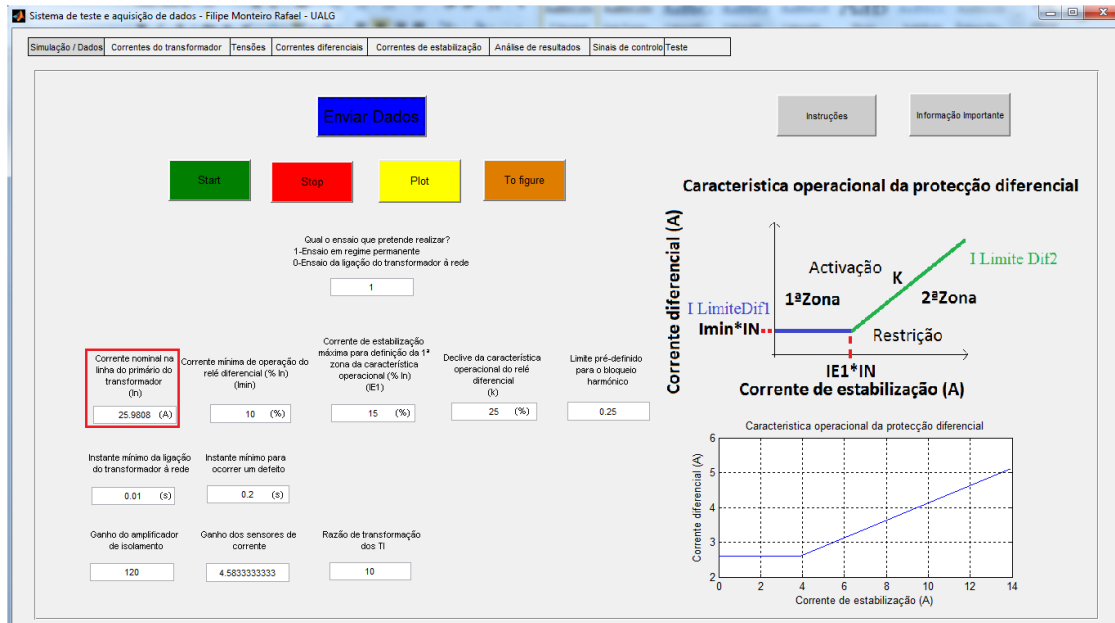 Sistema de teste e aquisição de dados - Filipe Monteiro Rafael - UALG
Simulação / Dados
Correntes do transformador
Tensões
Correntes diferenciais
Correntes de estabilização
Análise de resultados
Sinais de controlo
Teste
Enviar Dados
Instruções
Informação Importante
Start
Stop
Plot
To figure
Qual o ensaio que pretende realizar?
1-Ensaio em regime permanente
0-Ensaio da ligação do transformador á rede
1
Corrente nominal na
linha do primário do
transformador
(In)
25.9808 (A)
Corrente mínima de operação do
relé diferencial (% In)
(Imin)
10 (%)
Corrente de estabilização
máxima para definição da 1ª
zona da característica
operacional (% In)
(IE1)
15 (%)
Declive da característica
operacional do relé
diferencial
(k)
25 (%)
Limite pré-definido
para o bloqueio
harmónico
0.25
Instante mínimo da ligação
do transformador á rede
0.01 (s)
Instante mínimo para
ocorrer um defeito
0.2 (s)
Ganho do amplificador
de isolamento
120
Ganho dos sensores de
corrente
4.5833333333
Razão de transformação
dos TI
10
Caracteristica operacional da protecção diferencial
Corrente diferencial (A)
Activação
K
I Limite Dif2
1ªZona
2ªZona
I LimiteDif1
Imin*IN
Restrição
IE1*IN
Corrente de estabilização (A)
Caracteristica operacional da protecção diferencial
Corrente diferencial (A)
6
5
4
3
2
0 2 4 6 8 10 12 14
Corrente de estabilização (A)